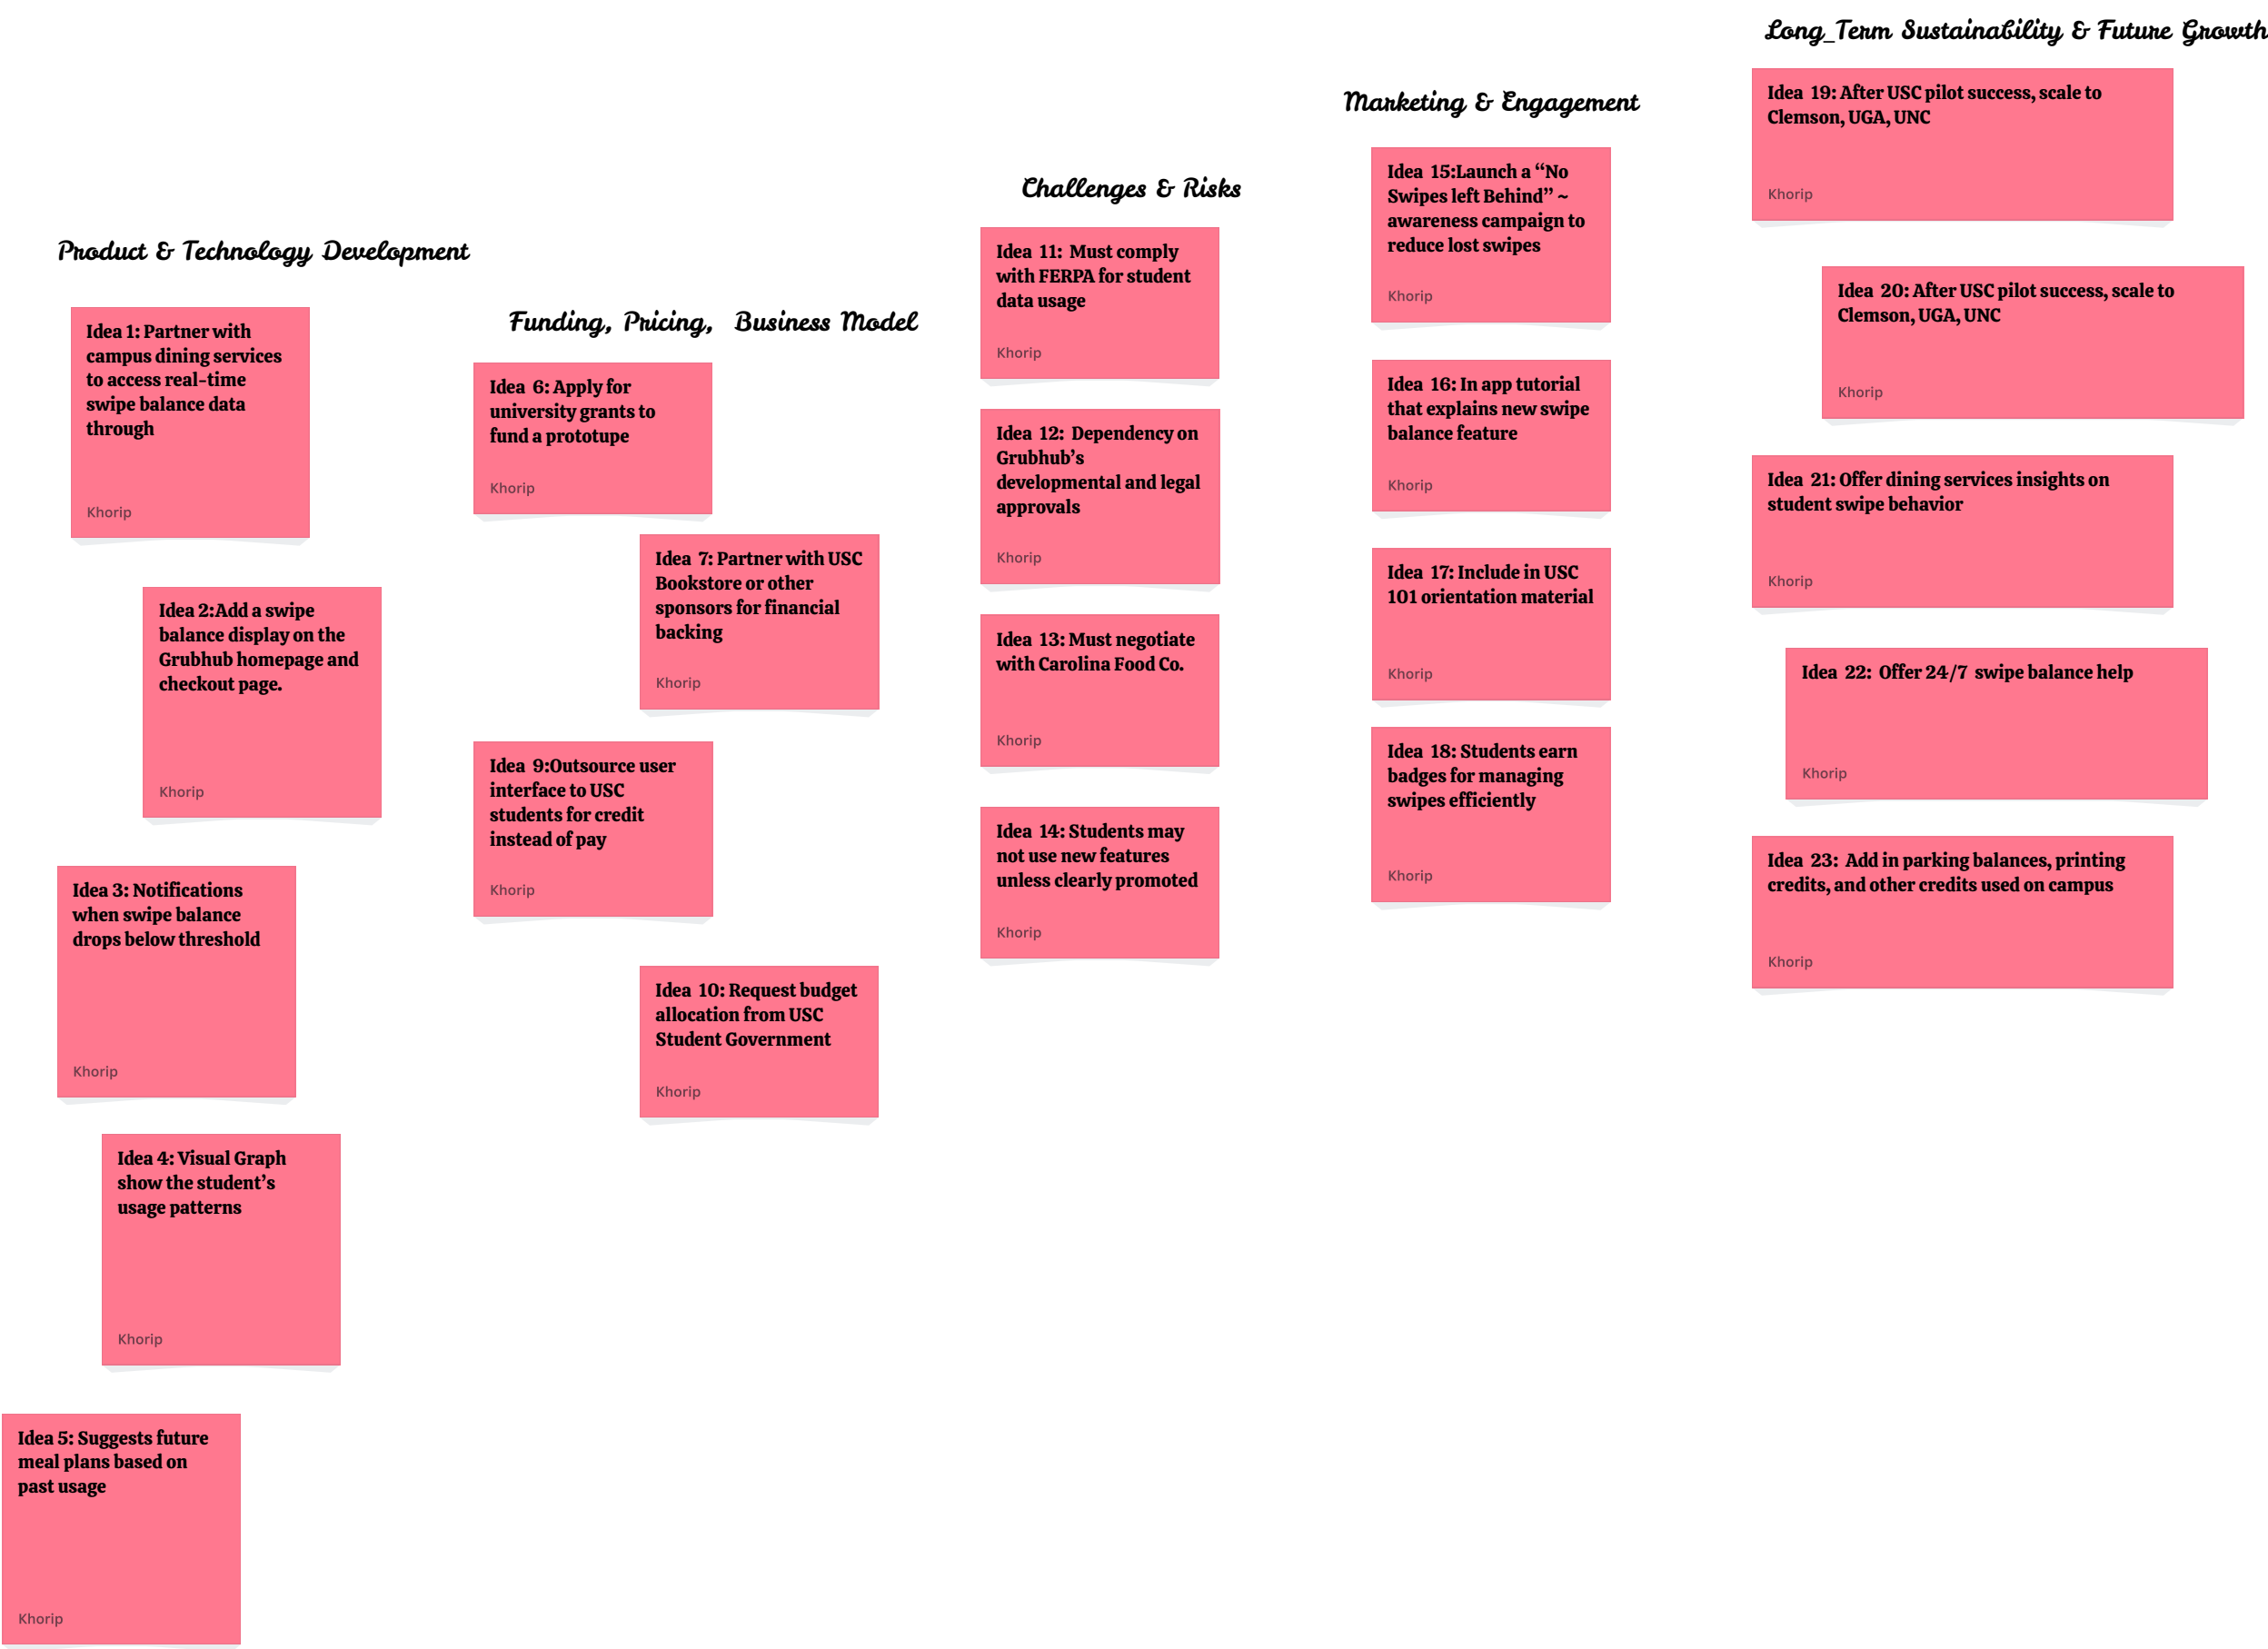 Product & Technology Development
Idea 1: Partner with
campus dining services
to access real-time
swipe balance data
through
Khorip
Idea 2:Add a swipe
balance display on the
Grubhub homepage and
checkout page.
Khorip
Idea 3: Notifications
when swipe balance
drops below threshold
Khorip
Idea 4: Visual Graph
show the student’s
usage patterns
Khorip
Idea 5: Suggests future
meal plans based on
past usage
Khorip
Funding, Pricing, Business Model
Idea 6: Apply for
university grants to
fund a prototupe
Khorip
Idea 7: Partner with USC
Bookstore or other
sponsors for financial
backing
Khorip
Idea 9:Outsource user
interface to USC
students for credit
instead of pay
Khorip
Idea 10: Request budget
allocation from USC
Student Government
Khorip
Challenges & Risks
Idea 11: Must comply
with FERPA for student
data usage
Khorip
Idea 12: Dependency on
Grubhub’s
developmental and legal
approvals
Khorip
Idea 13: Must negotiate
with Carolina Food Co.
Khorip
Idea 14: Students may
not use new features
unless clearly promoted
Khorip
Marketing & Engagement
Idea 15:Launch a “No
Swipes left Behind” ~
awareness campaign to
reduce lost swipes
Khorip
Idea 16: In app tutorial
that explains new swipe
balance feature
Khorip
Idea 17: Include in USC
101 orientation material
Khorip
Idea 18: Students earn
badges for managing
swipes efficiently
Khorip
Long_Term Sustainability & Future Growth
Idea 19: After USC pilot success, scale to
Clemson, UGA, UNC
Khorip
Idea 20: After USC pilot success, scale to
Clemson, UGA, UNC
Khorip
Idea 21: Offer dining services insights on
student swipe behavior
Khorip
Idea 22: Offer 24/7 swipe balance help
Khorip
Idea 23: Add in parking balances, printing
credits, and other credits used on campus
Khorip